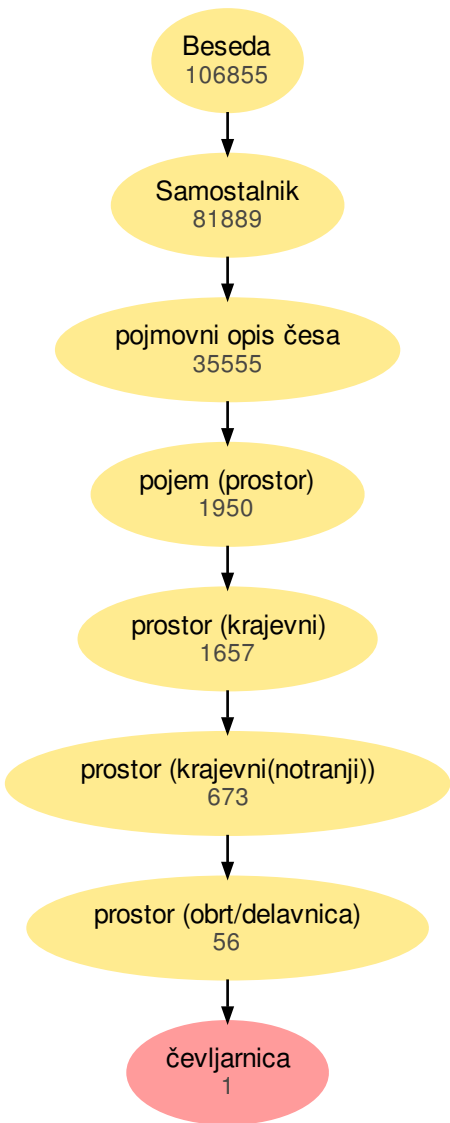 Beseda
106855
Samostalnik
81889
pojmovni opis česa
35555
pojem (prostor)
1950
prostor (krajevni)
1657
prostor (krajevni(notranji))
673
prostor (obrt/delavnica)
56
čevljarnica
1